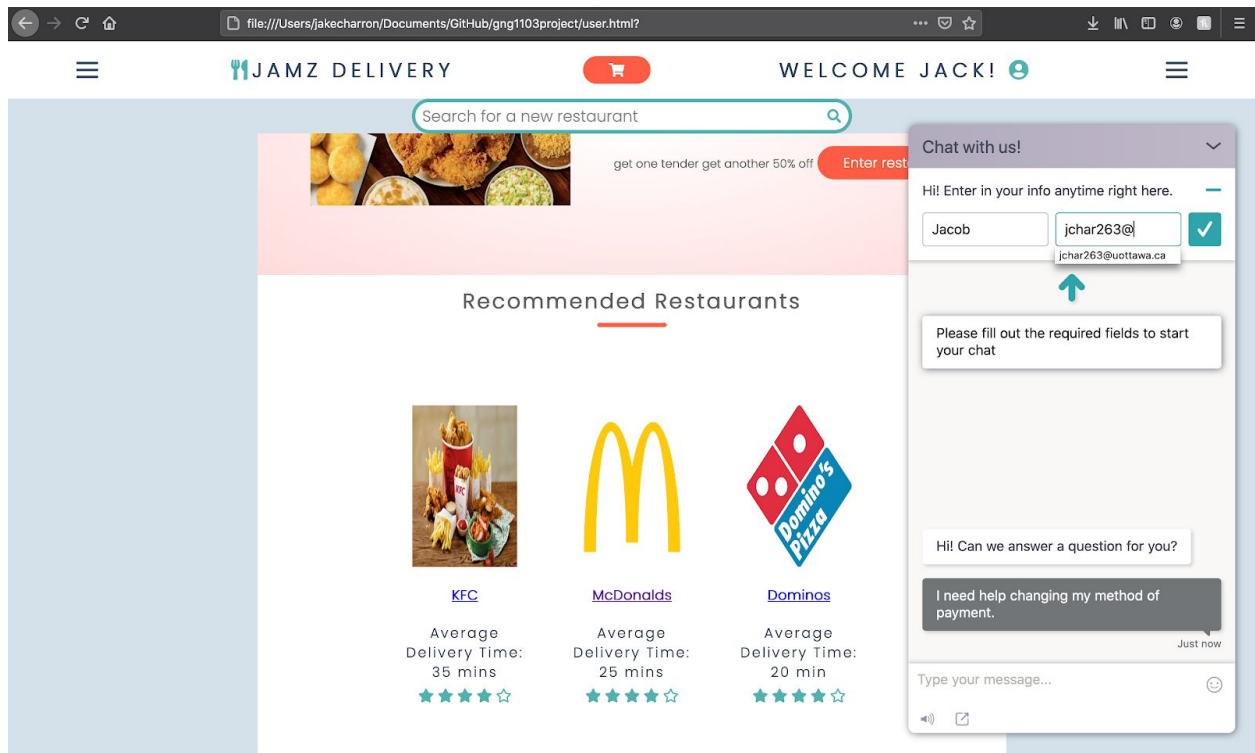 file:///Users/jakecharron/Documents/GitHub/gng1103project/user.html?
JAMZ DELIVERY
WELCOME JACK!
Search for a new restaurant
get one tender get another 50% off
Enter rest
Chat with us!
Hi! Enter in your info anytime right here.
Jacob
jchar263@
jchar263@uottawa.ca
Please fill out the required fields to start
your chat
Recommended Restaurants
KFC
Domino's
Pizza
KFC
McDonalds
Dominos
Average
Delivery Time:
35 mins
Average
Delivery Time:
25 mins
Average
Delivery Time:
20 min
Hi! Can we answer a question for you?
I need help changing my method of
payment.
Just now
Type your message...